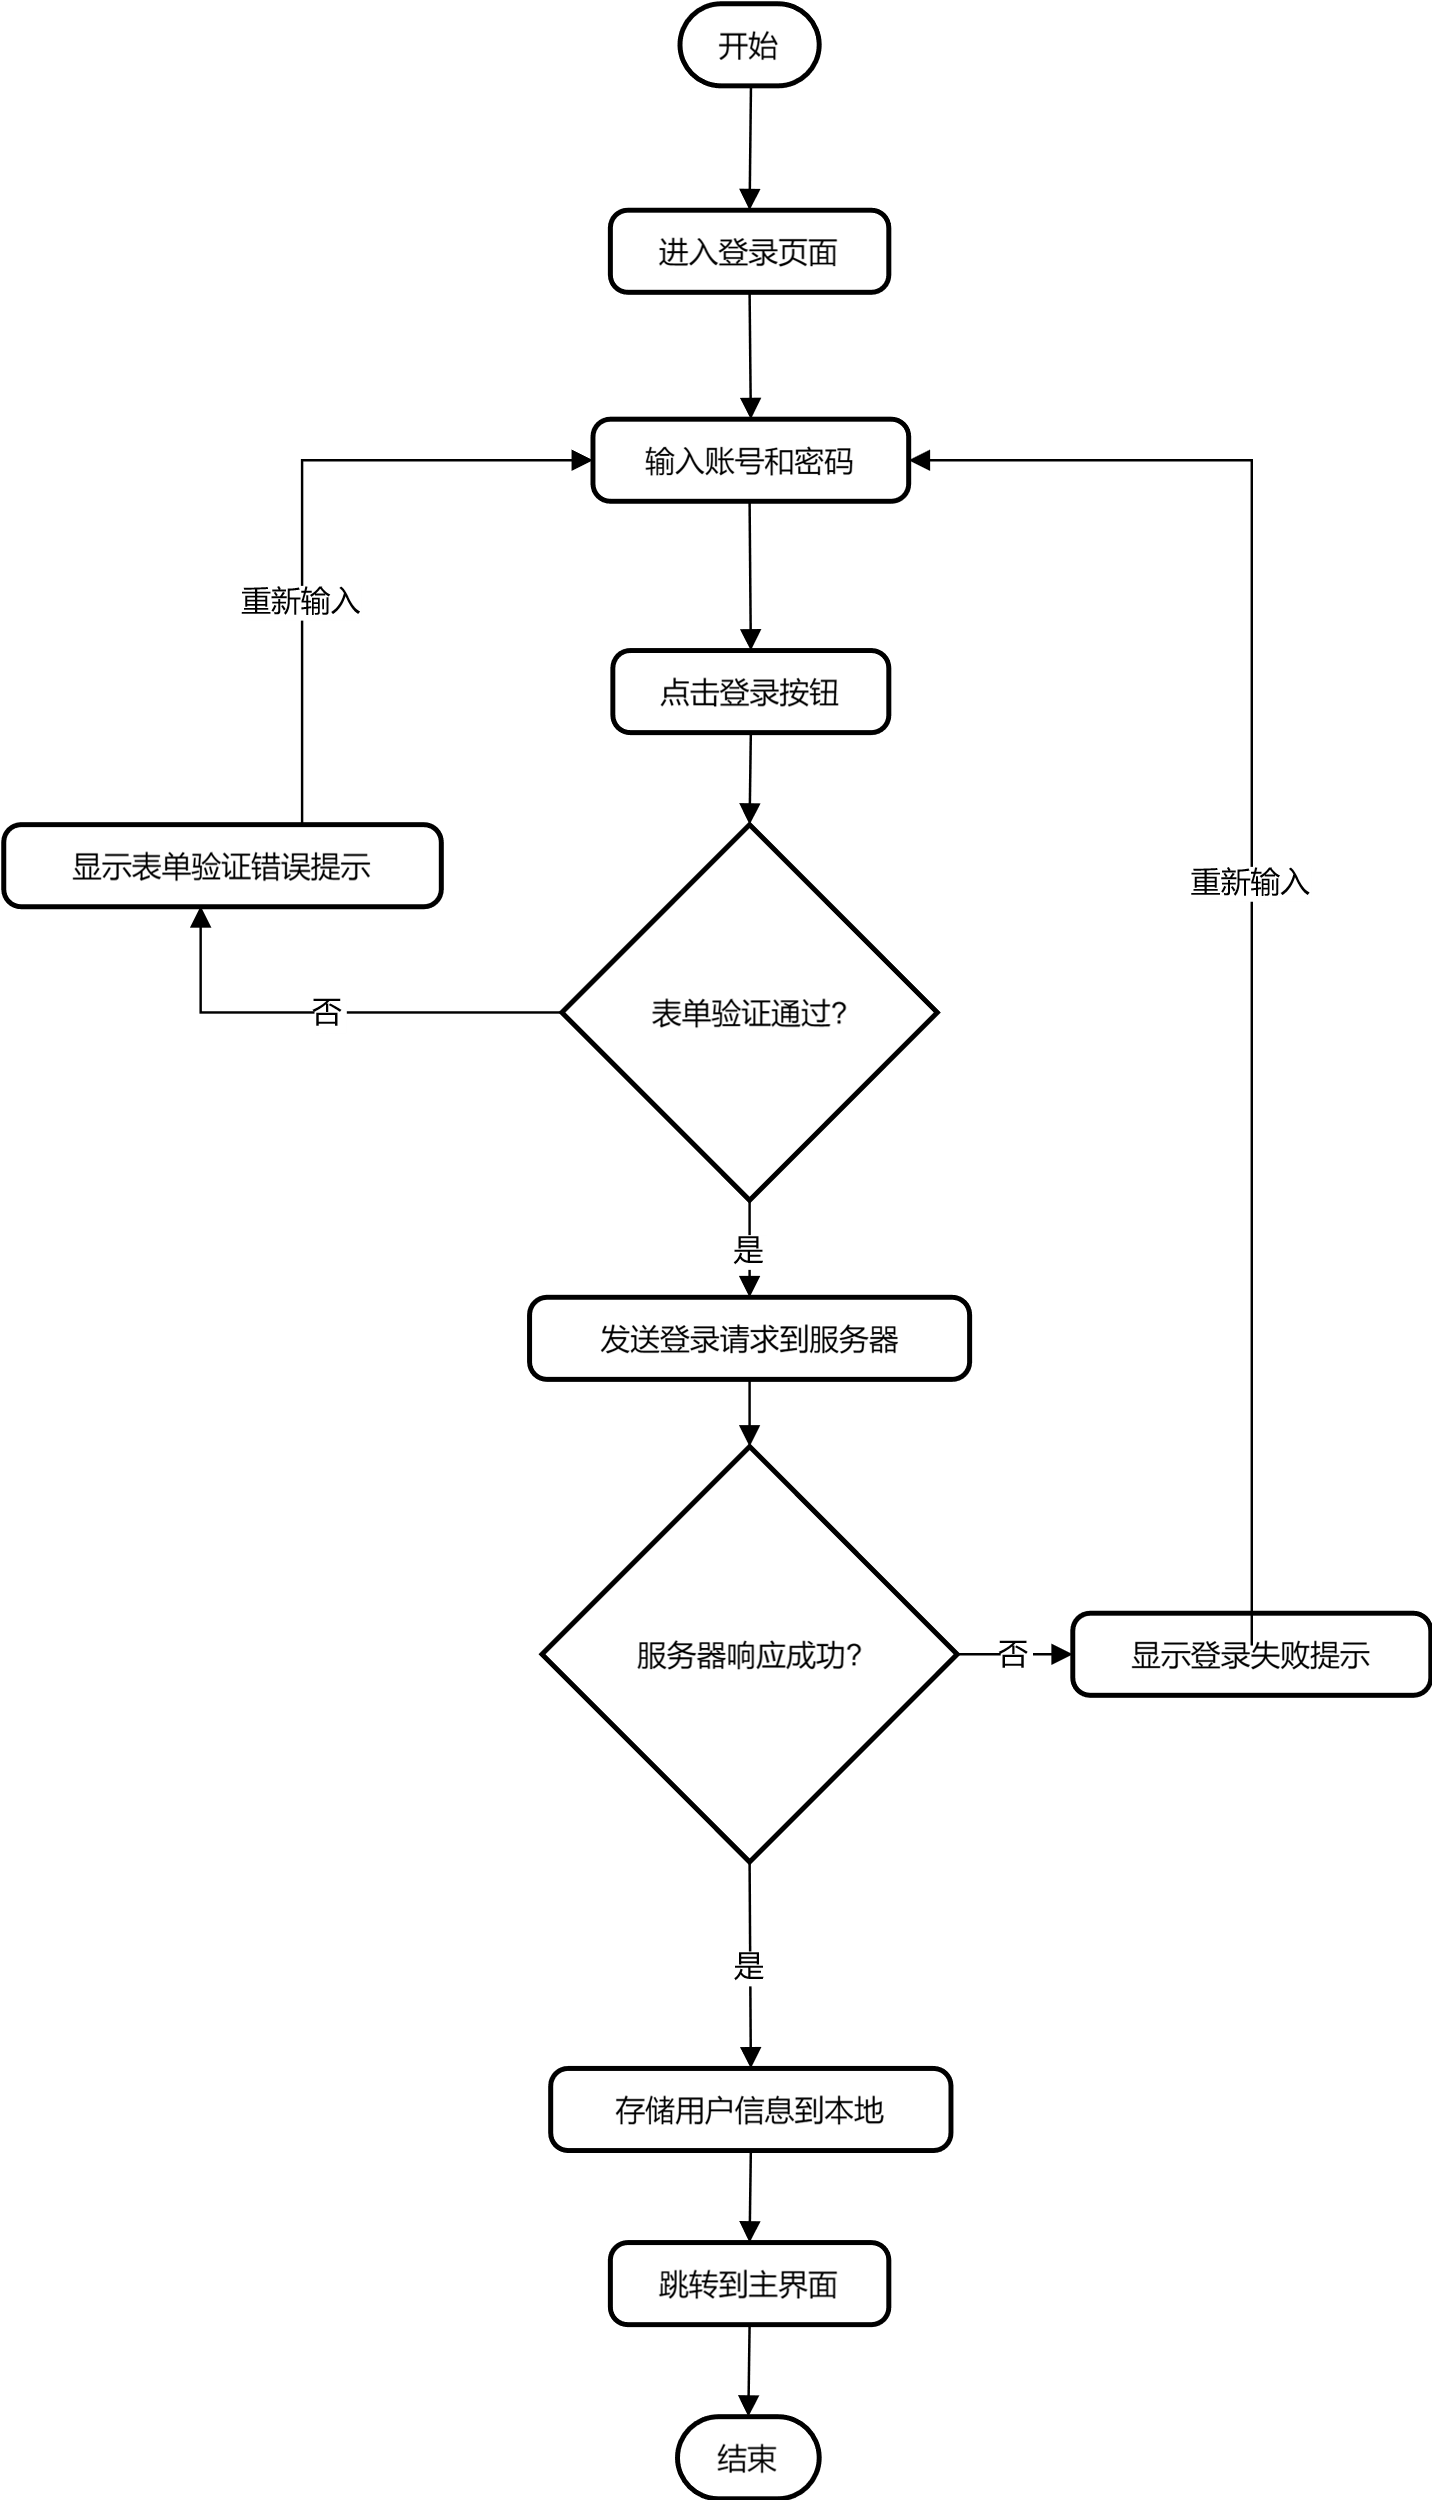 开始
进入登录页面
输入账号和密码
重新输入
点击登录按钮
显示表单验证错误提示
重新输入
表单验证通过?
否
是
发送登录请求到服务器
服务器响应成功?
否
显示登录失败提示
是
存储用户信息到本地
跳转到主界面
结束